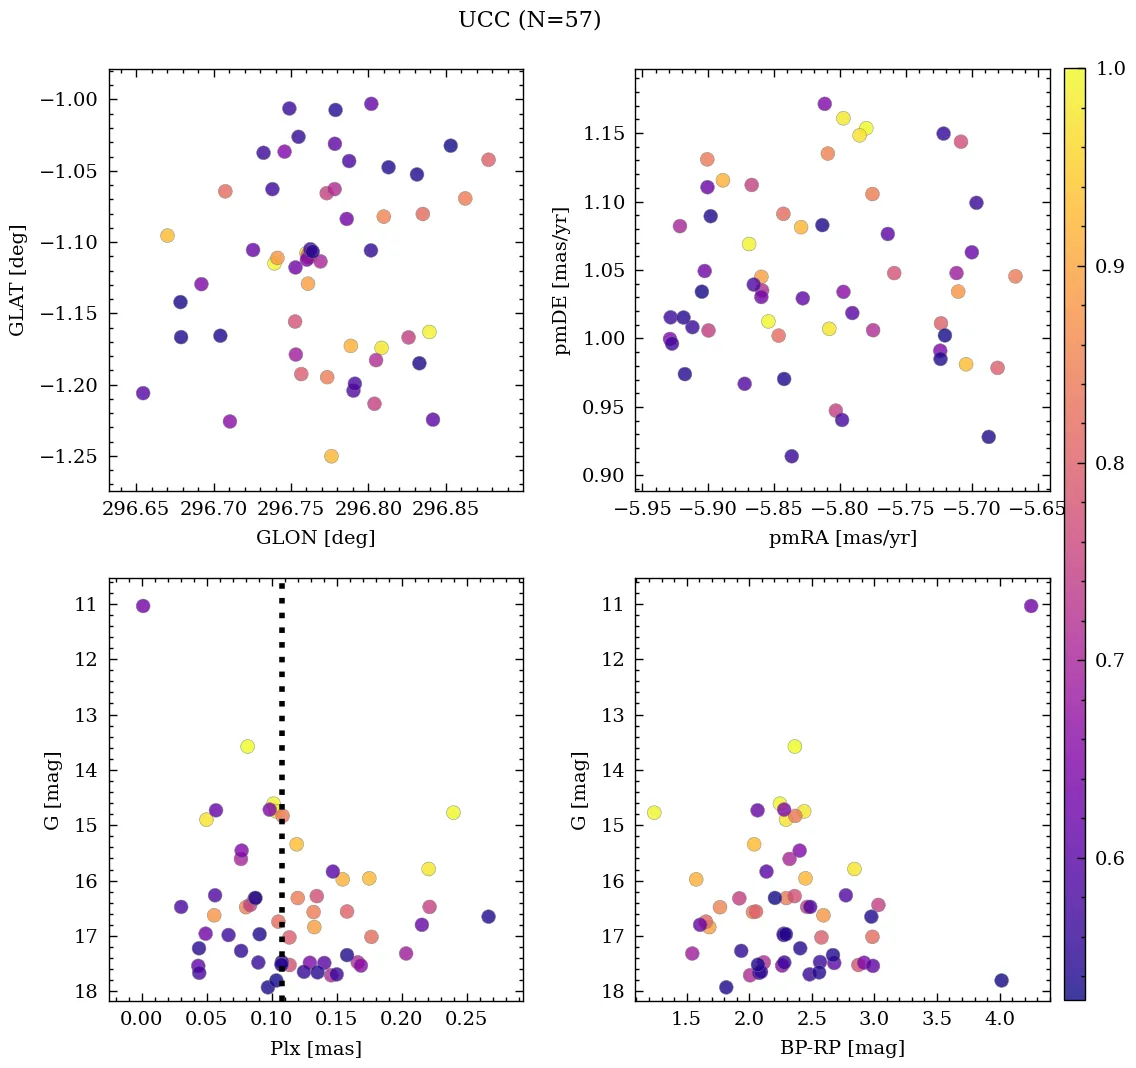 UCC (N=57)
−1.00
−1.05
−1.10
−1.15
−1.20
−1.25
GLAT [deg]
296.65 296.70 296.75 296.80 296.85
GLON [deg]
1.15
1.10
1.05
1.00
0.95
0.90
pmDE [mas/yr]
−5.95 −5.90 −5.85 −5.80 −5.75 −5.70 −5.65
pmRA [mas/yr]
1.0
0.9
0.8
0.7
0.6
11
12
13
14
15
16
17
18
G [mag]
0.00 0.05 0.10 0.15 0.20 0.25
Plx [mas]
11
12
13
14
15
16
17
18
G [mag]
1.5 2.0 2.5 3.0 3.5 4.0
BP-RP [mag]